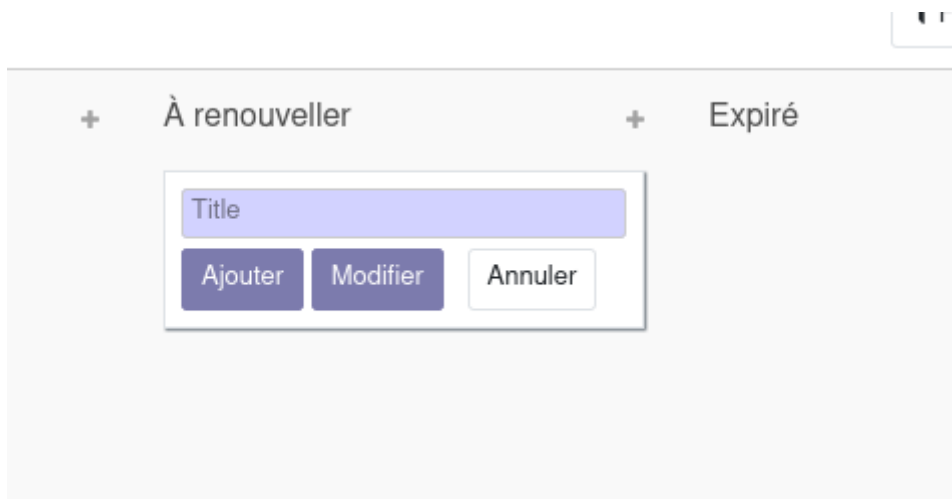 À renouveller
Expiré
Title
Ajouter
Modifier
Annuler